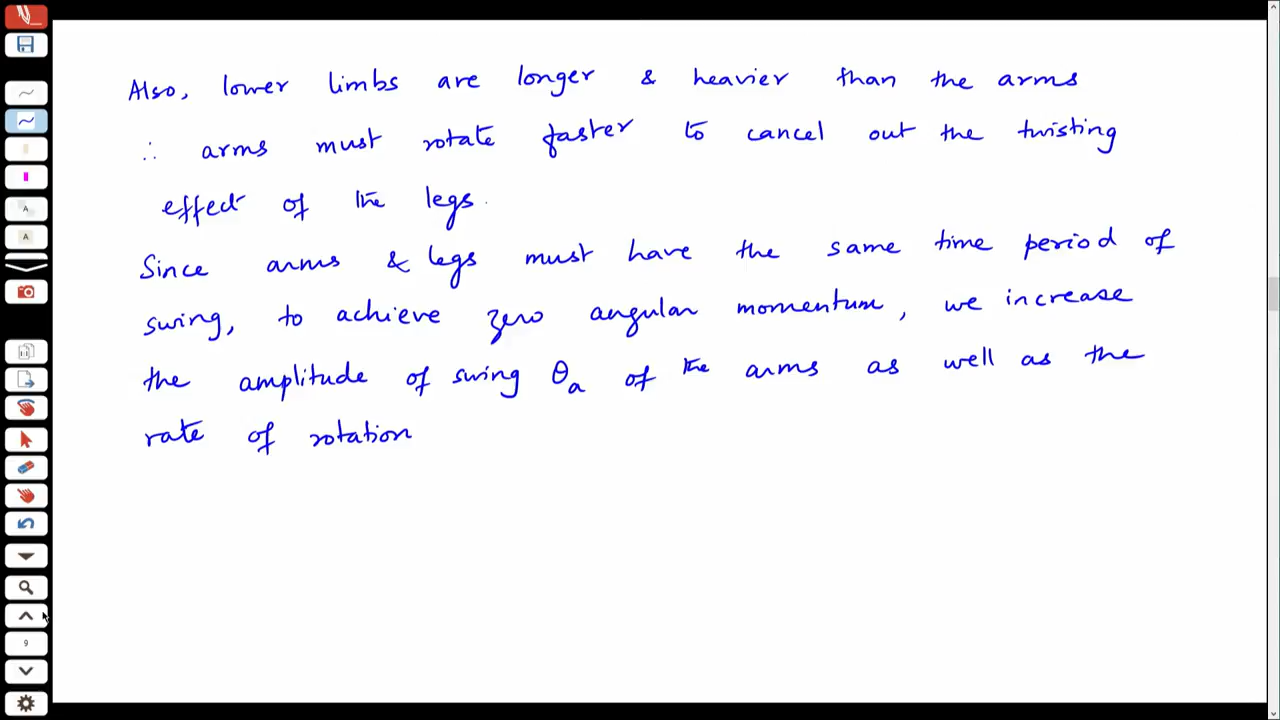 Also, lower limbs are longer & heavier than the arms
∴ arms must rotate faster to cancel out the twisting
effect of the legs.
Since arms & legs must have the same time period of
swing, to achieve zero angular momentum, we increase
the amplitude of swing θa of the arms as well as the
rate of rotation
9